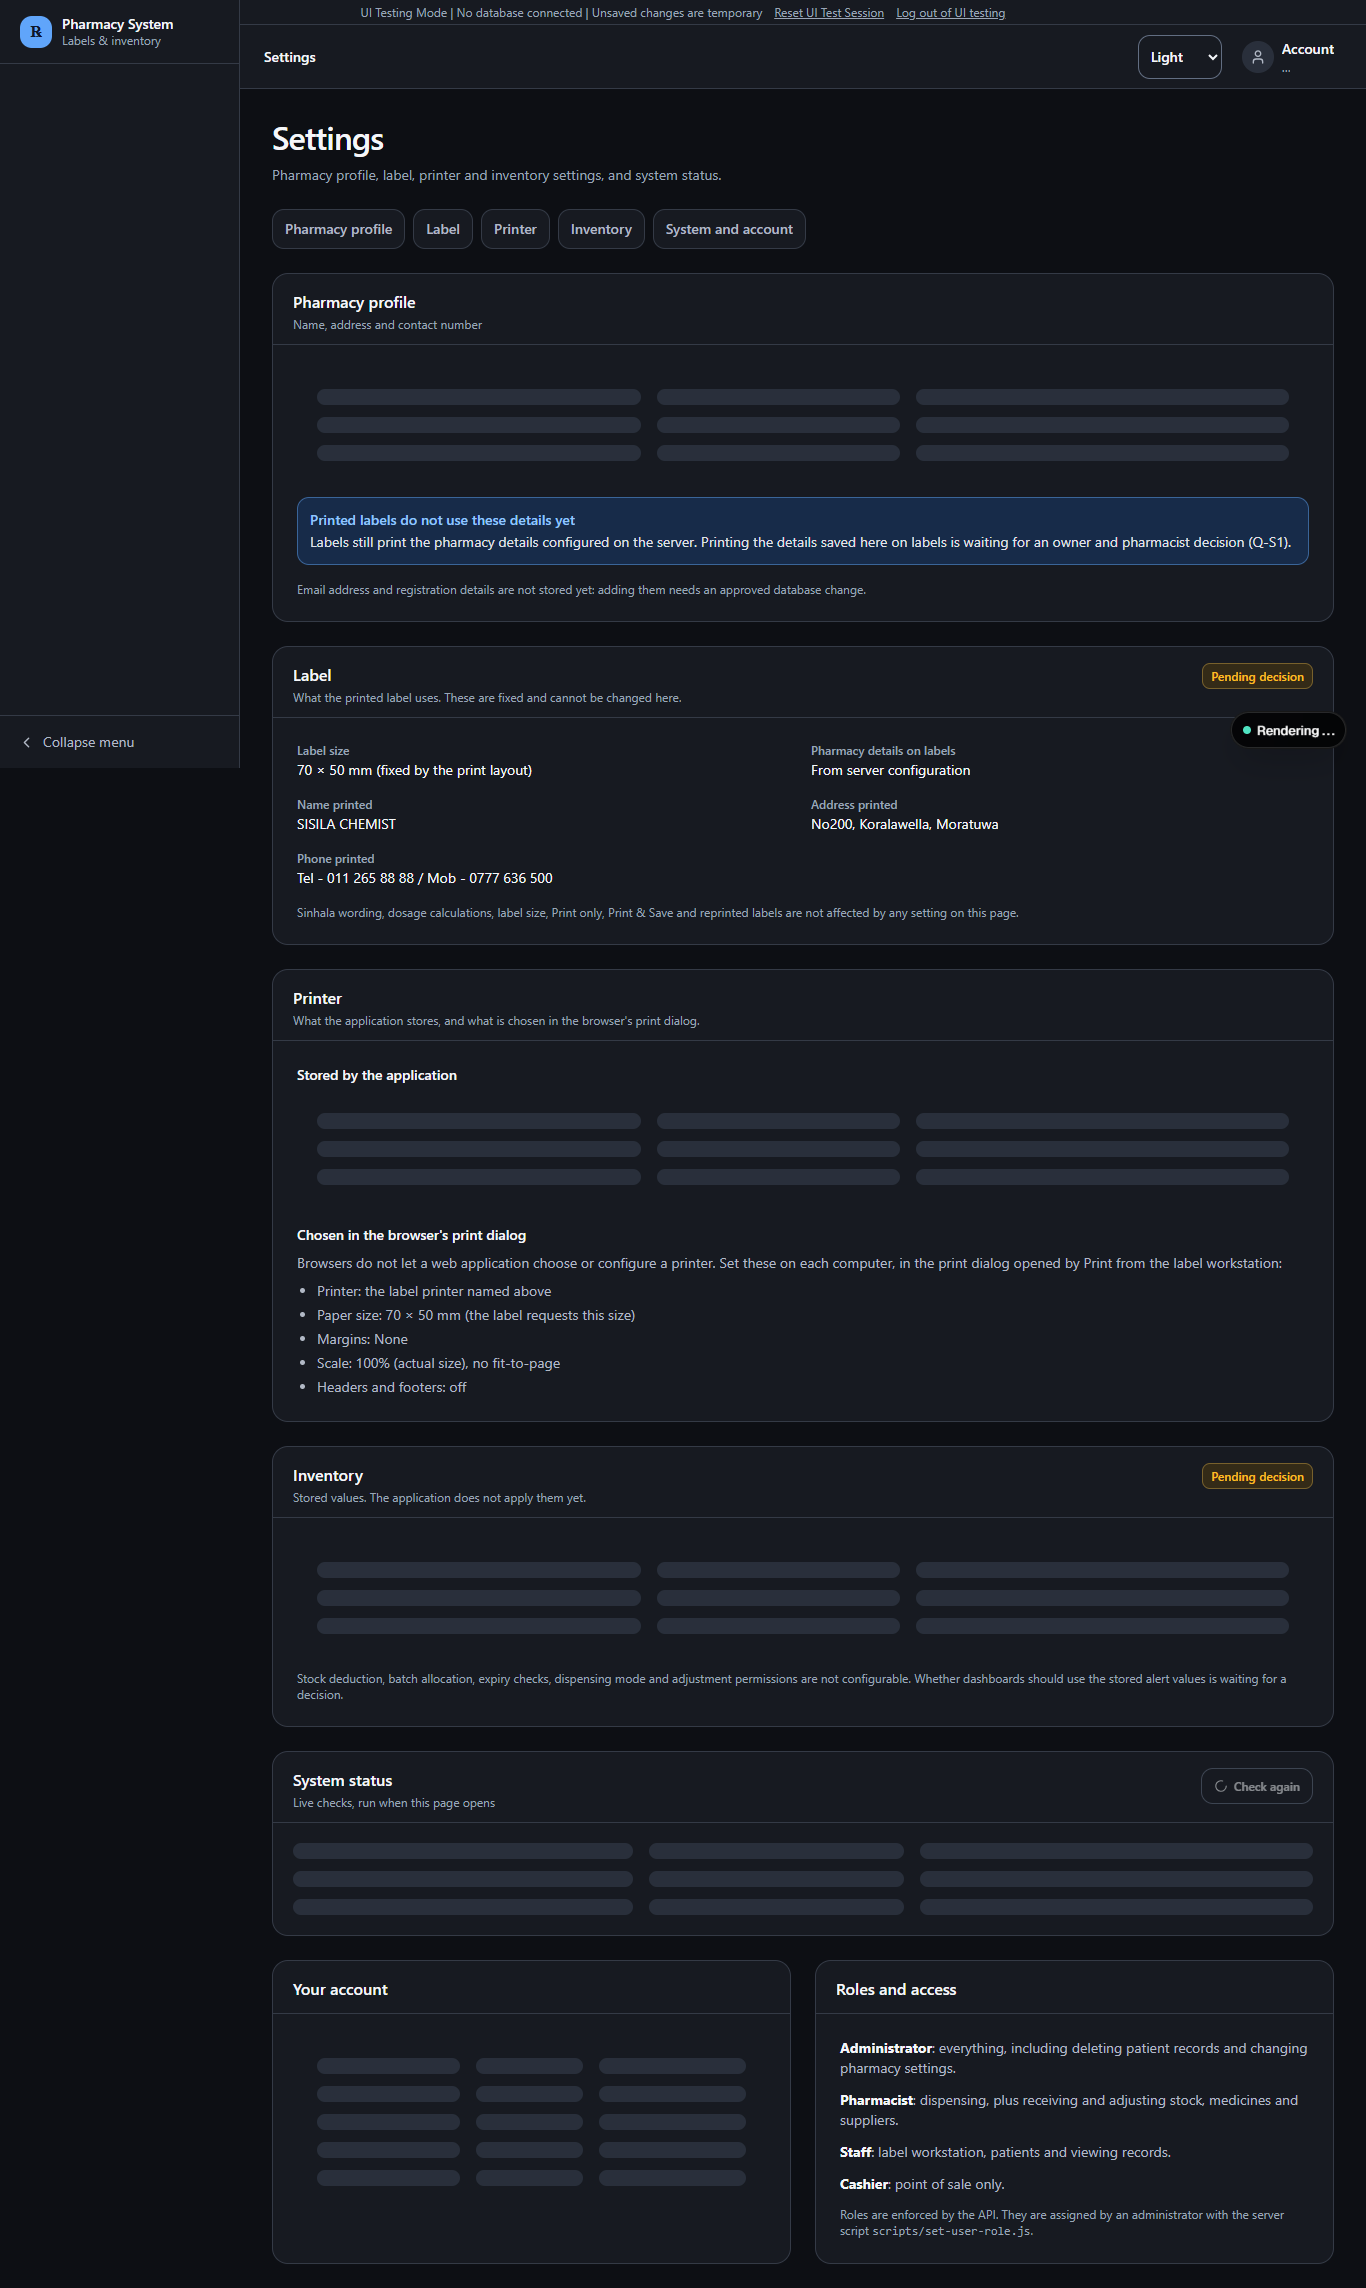 ℞
Pharmacy System
Labels & inventory
UI Testing Mode | No database connected | Unsaved changes are temporary Reset UI Test Session Log out of UI testing
Settings
Light
Account
...
Settings
Pharmacy profile, label, printer and inventory settings, and system status.
Pharmacy profile
Label
Printer
Inventory
System and account
Pharmacy profile
Name, address and contact number
Printed labels do not use these details yet
Labels still print the pharmacy details configured on the server. Printing the details saved here on labels is waiting for an owner and pharmacist decision (Q-S1).
Email address and registration details are not stored yet: adding them needs an approved database change.
Label
What the printed label uses. These are fixed and cannot be changed here.
Pending decision
Collapse menu
Rendering ...
Label size
70 × 50 mm (fixed by the print layout)
Pharmacy details on labels
From server configuration
Name printed
SISILA CHEMIST
Address printed
No200, Koralawella, Moratuwa
Phone printed
Tel - 011 265 88 88 / Mob - 0777 636 500
Sinhala wording, dosage calculations, label size, Print only, Print & Save and reprinted labels are not affected by any setting on this page.
Printer
What the application stores, and what is chosen in the browser's print dialog.
Stored by the application
Chosen in the browser's print dialog
Browsers do not let a web application choose or configure a printer. Set these on each computer, in the print dialog opened by Print from the label workstation:
• Printer: the label printer named above
• Paper size: 70 × 50 mm (the label requests this size)
• Margins: None
• Scale: 100% (actual size), no fit-to-page
• Headers and footers: off
Inventory
Stored values. The application does not apply them yet.
Pending decision
Stock deduction, batch allocation, expiry checks, dispensing mode and adjustment permissions are not configurable. Whether dashboards should use the stored alert values is waiting for a
decision.
System status
Live checks, run when this page opens
Check again
Your account
Roles and access
Administrator: everything, including deleting patient records and changing
pharmacy settings.
Pharmacist: dispensing, plus receiving and adjusting stock, medicines and
suppliers.
Staff: label workstation, patients and viewing records.
Cashier: point of sale only.
Roles are enforced by the API. They are assigned by an administrator with the server
script scripts/set-user-role.js.